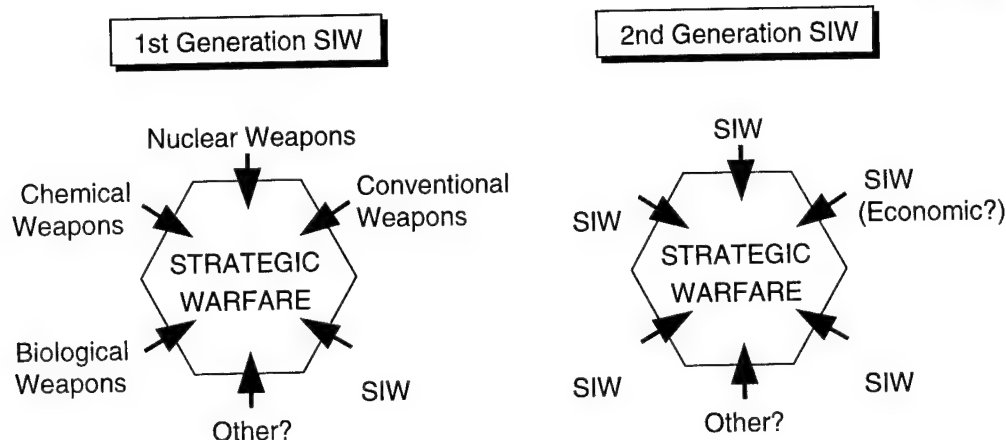 1st Generation SIW
Nuclear Weapons
Chemical
Weapons
Conventional
Weapons
STRATEGIC
WARFARE
Biological
Weapons
SIW
Other?
2nd Generation SIW
SIW
SIW
SIW
(Economic?)
STRATEGIC
WARFARE
SIW
SIW
Other?